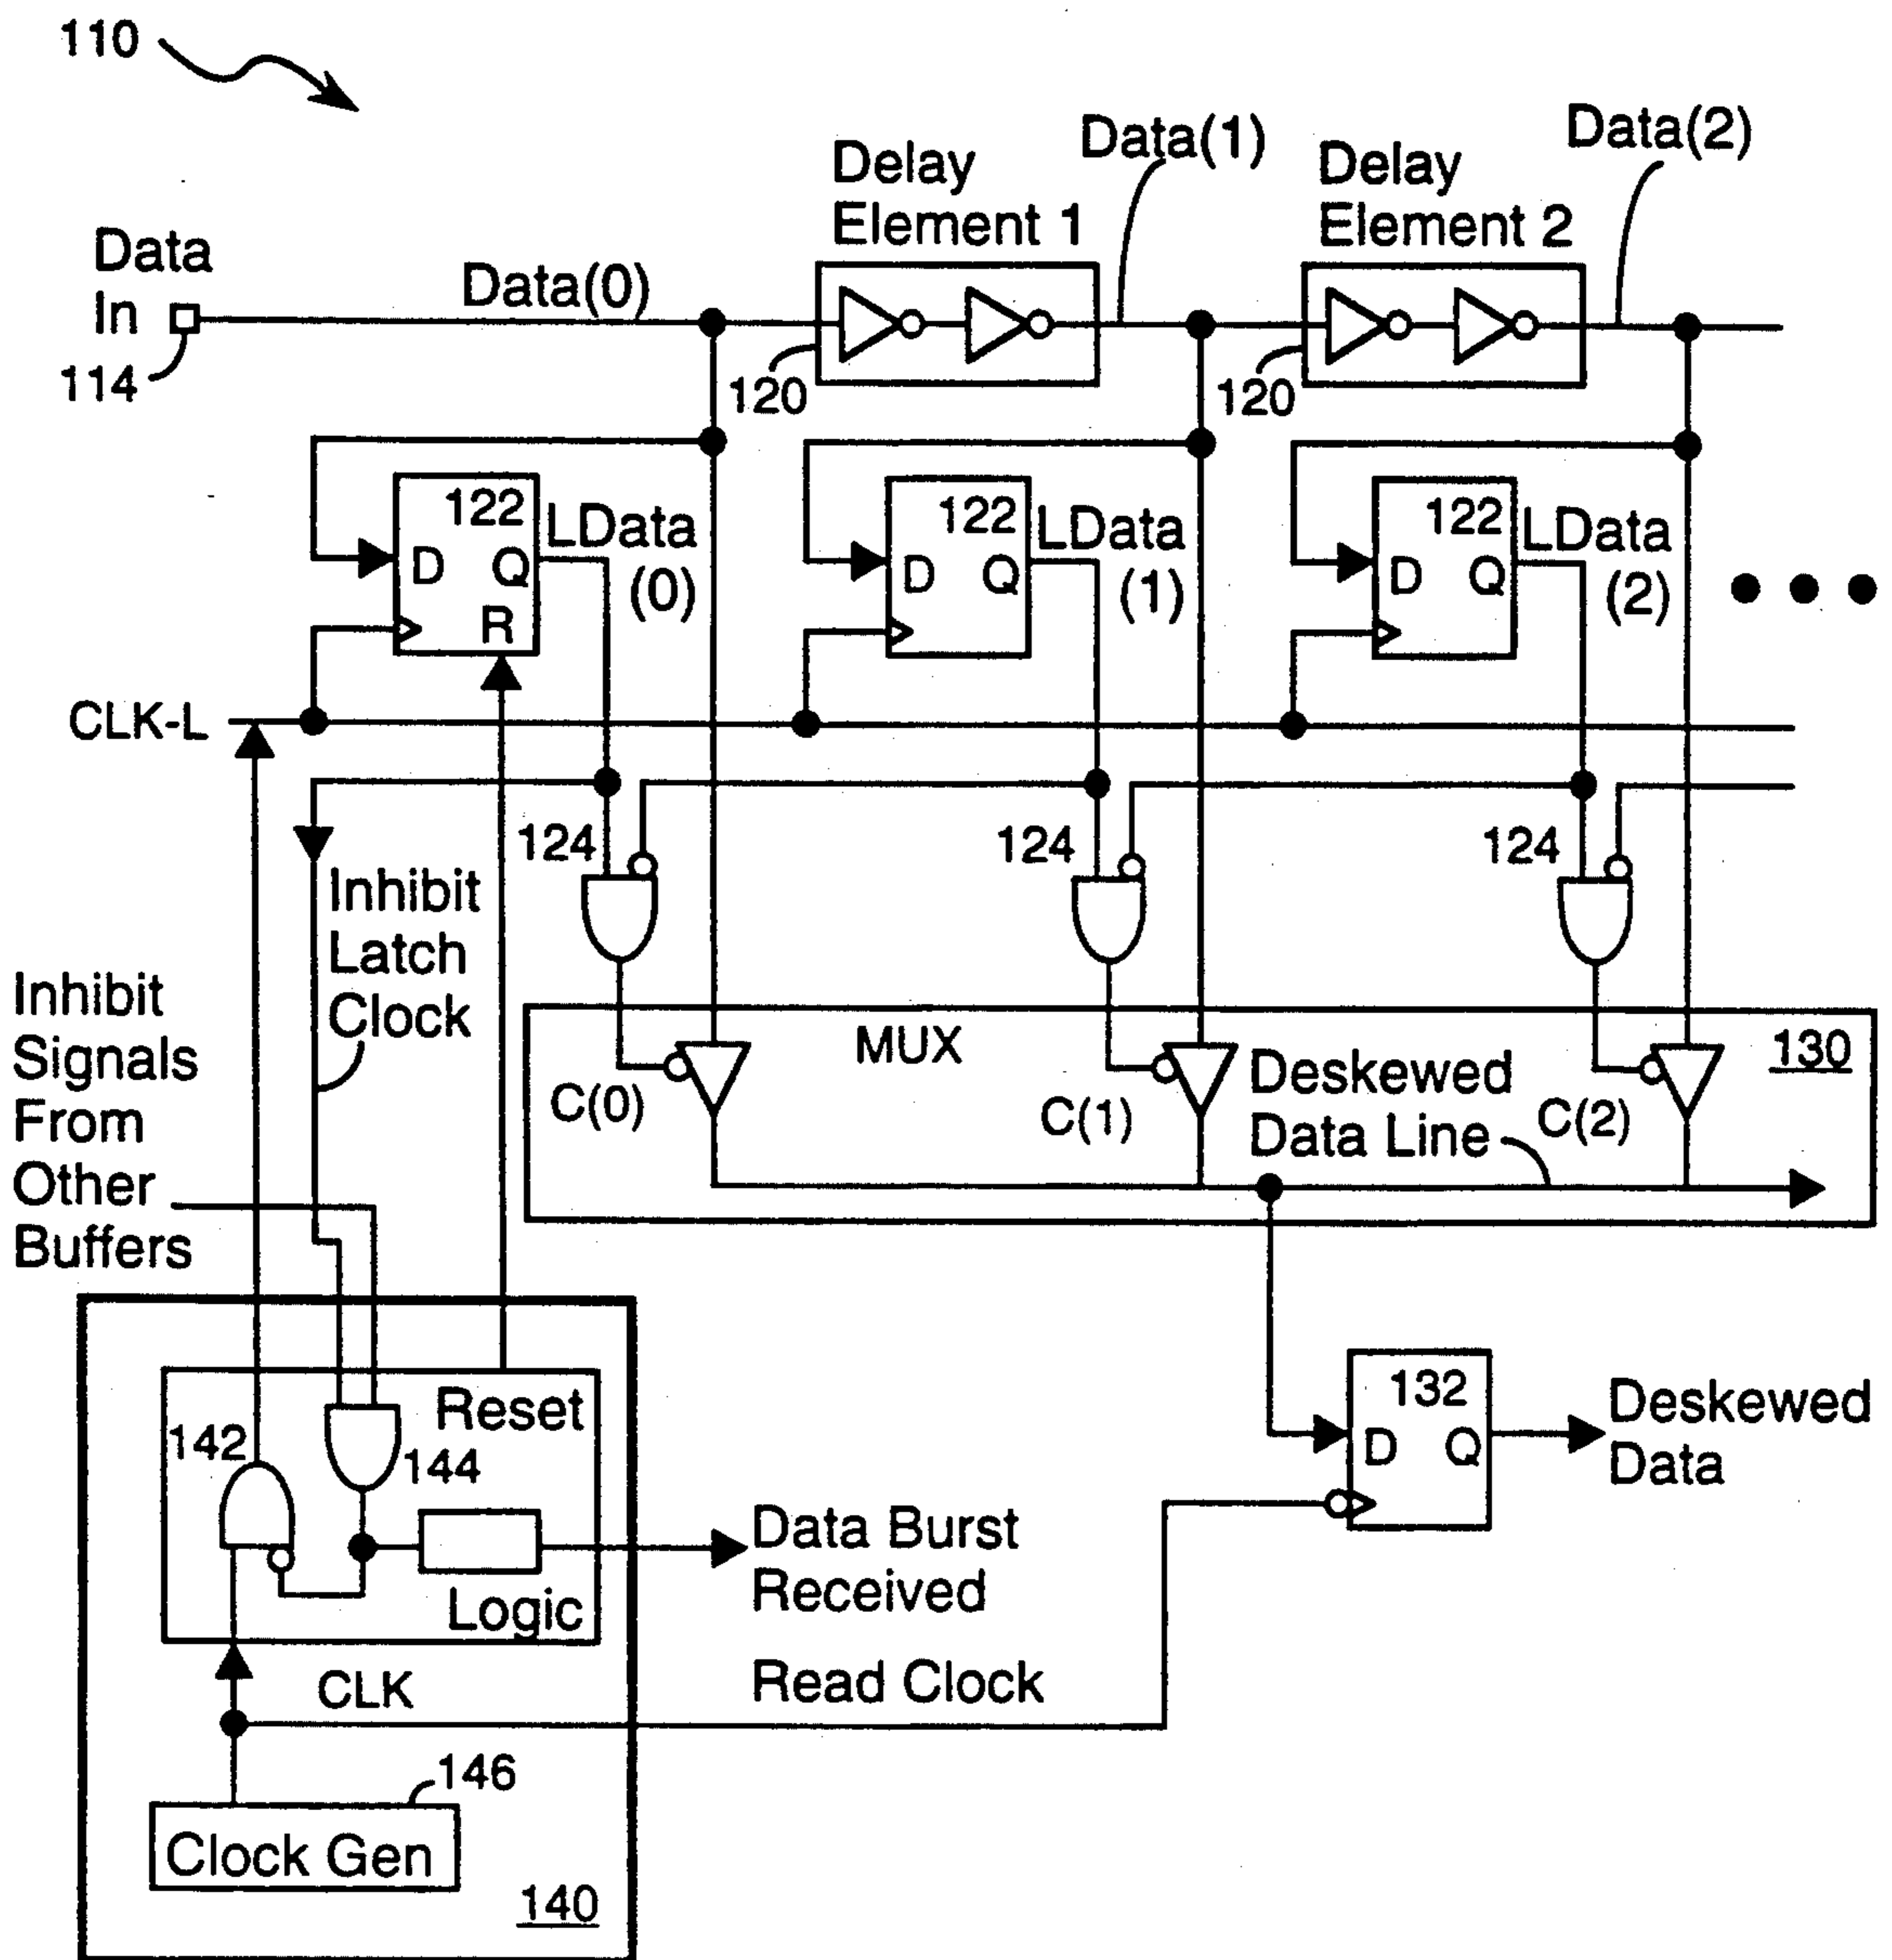 110
Data
In
114
Data(0)
Delay
Element 1
Data(1)
Delay
Element 2
Data(2)
120
120
122
D
Q
R
LData
(0)
122
D
Q
LData
(1)
122
D
Q
LData
(2)
CLK-L
124
124
124
Inhibit
Latch
Clock
Inhibit
Signals
From
Other
Buffers
MUX
130
C(0)
C(1)
Deskewed
Data Line
C(2)
Reset
142
144
Logic
132
D
Q
Deskewed
Data
Data Burst
Received
CLK
Read Clock
146
Clock Gen
140